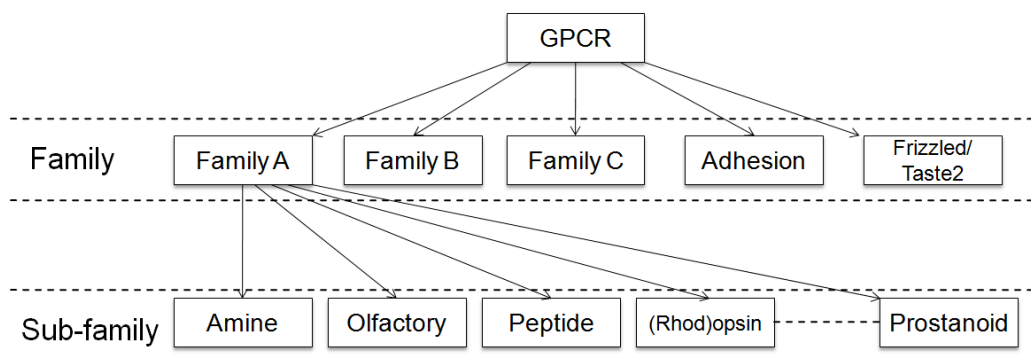 GPCR
Family
Family A
Family B
Family C
Adhesion
Frizzled/
Taste2
Sub-family
Amine
Olfactory
Peptide
(Rhod)opsin
Prostanoid